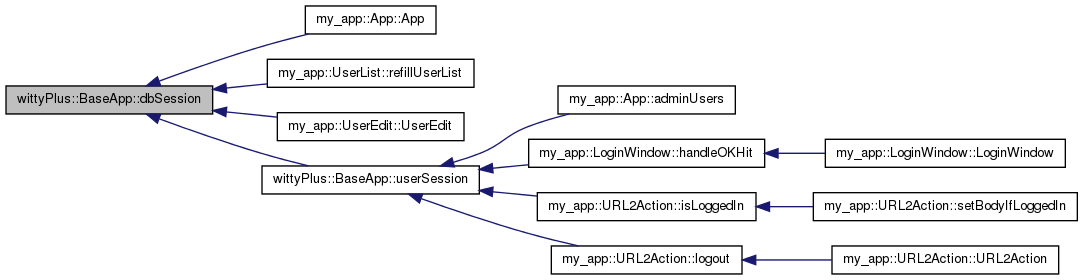 my_app::App::App
my_app::UserList::refillUserList
wittyPlus::BaseApp::dbSession
my_app::App::adminUsers
my_app::UserEdit::UserEdit
my_app::LoginWindow::handleOKHit
my_app::LoginWindow::LoginWindow
wittyPlus::BaseApp::userSession
my_app::URL2Action::isLoggedIn
my_app::URL2Action::setBodyIfLoggedIn
my_app::URL2Action::logout
my_app::URL2Action::URL2Action